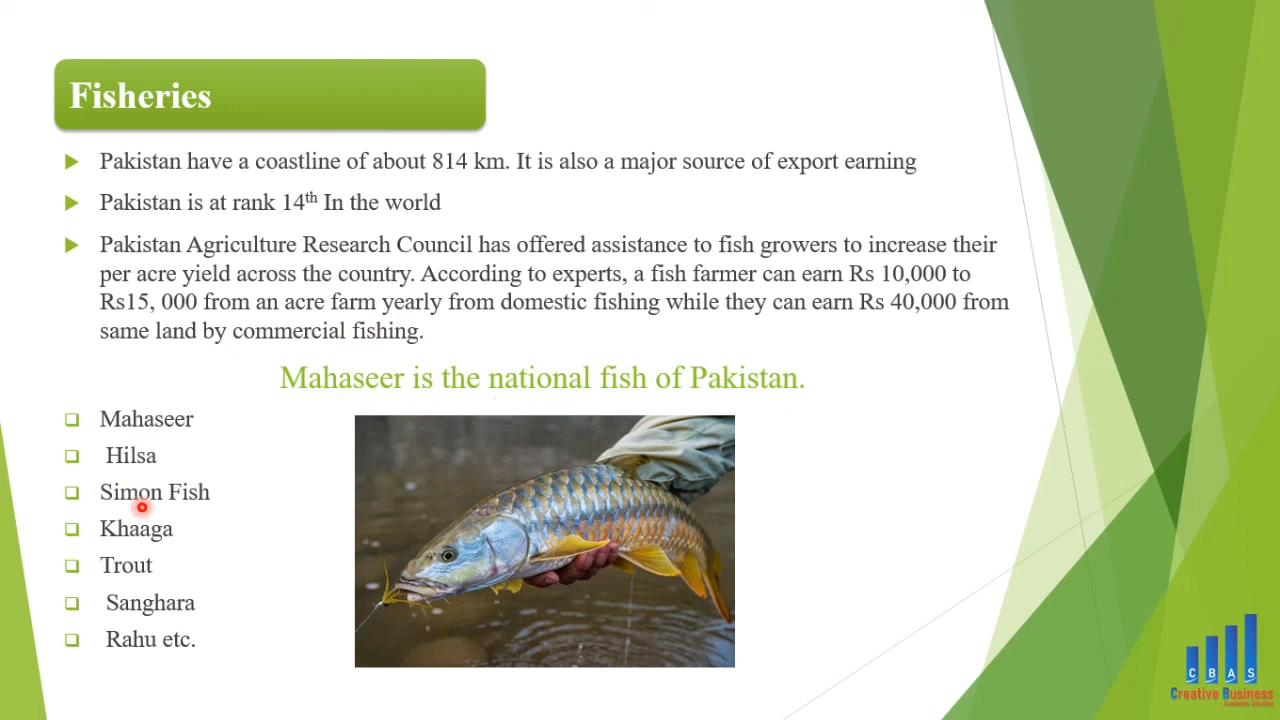 Fisheries
Pakistan have a coastline of about 814 km. It is also a major source of export earning
Pakistan is at rank 14th In the world
Pakistan Agriculture Research Council has offered assistance to fish growers to increase their
per acre yield across the country. According to experts, a fish farmer can earn Rs 10,000 to
Rs15, 000 from an acre farm yearly from domestic fishing while they can earn Rs 40,000 from
same land by commercial fishing.
Mahaseer is the national fish of Pakistan.
Mahaseer
Hilsa
Simon Fish
Khaaga
Trout
Sanghara
Rahu etc.
C B A S
Creative Business
Academic Solution